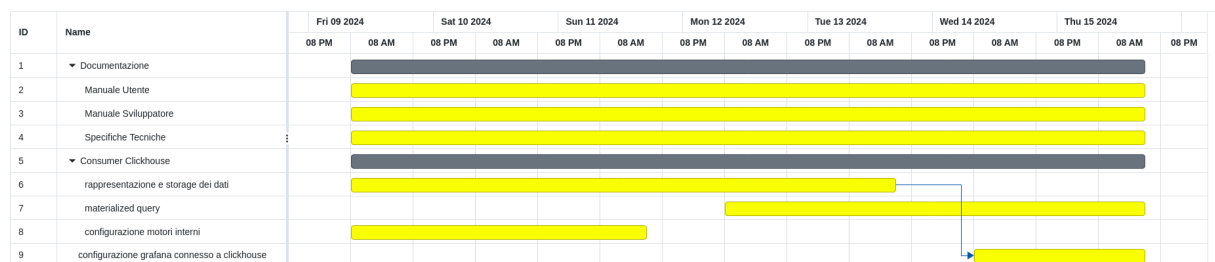 ID Name Fri 09 2024 Sat 10 2024 Sun 11 2024 Mon 12 2024 Tue 13 2024 Wed 14 2024 Thu 15 2024
08 PM 08 AM 08 PM 08 AM 08 PM 08 AM 08 PM 08 AM 08 PM 08 AM 08 PM 08 AM 08 PM 08 AM 08 PM
1 Documentazione
2 Manuale Utente
3 Manuale Sviluppatore
4 Specifiche Tecniche
5 Consumer Clickhouse
6 rappresentazione e storage dei dati
7 materialized query
8 configurazione motori interni
9 configurazione grafana connesso a clickhouse